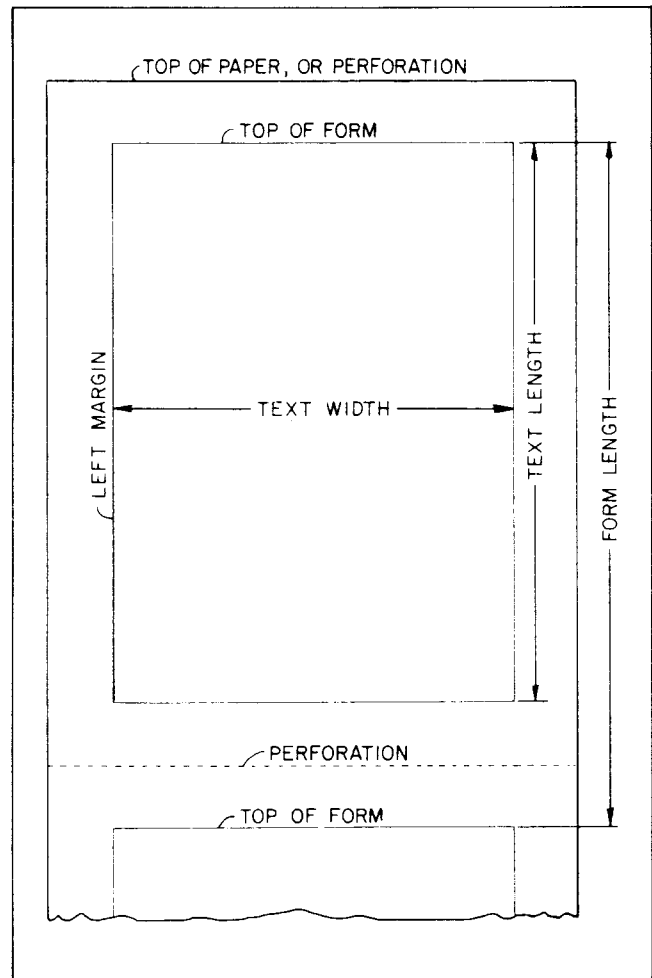 TOP OF PAPER, OR PERFORATION
TOP OF FORM
LEFT MARGIN
TEXT WIDTH
TEXT LENGTH
FORM LENGTH
PERFORATION
TOP OF FORM